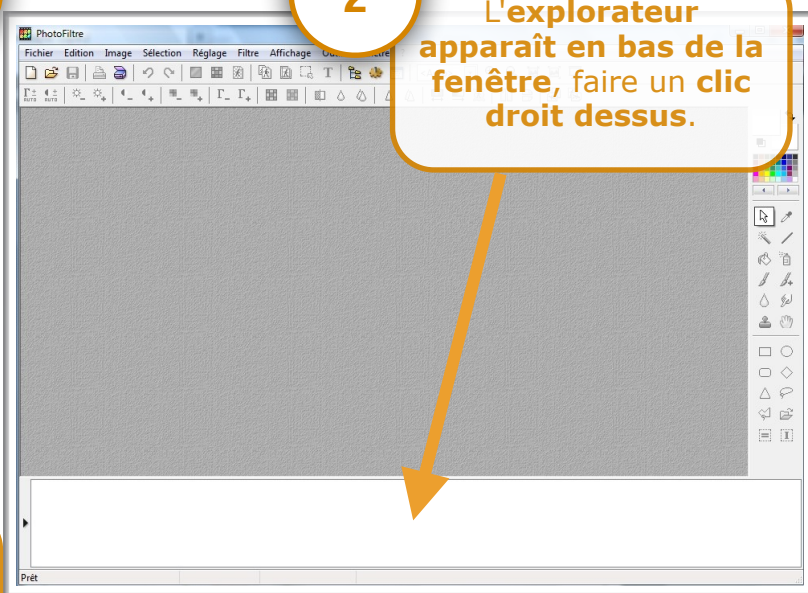 2
L'explorateur
apparaît en bas de la
fenêtre, faire un clic
droit dessus.
PhotoFiltre
Fichier Edition Image Sélection Réglage Filtre Affichage
Prêt